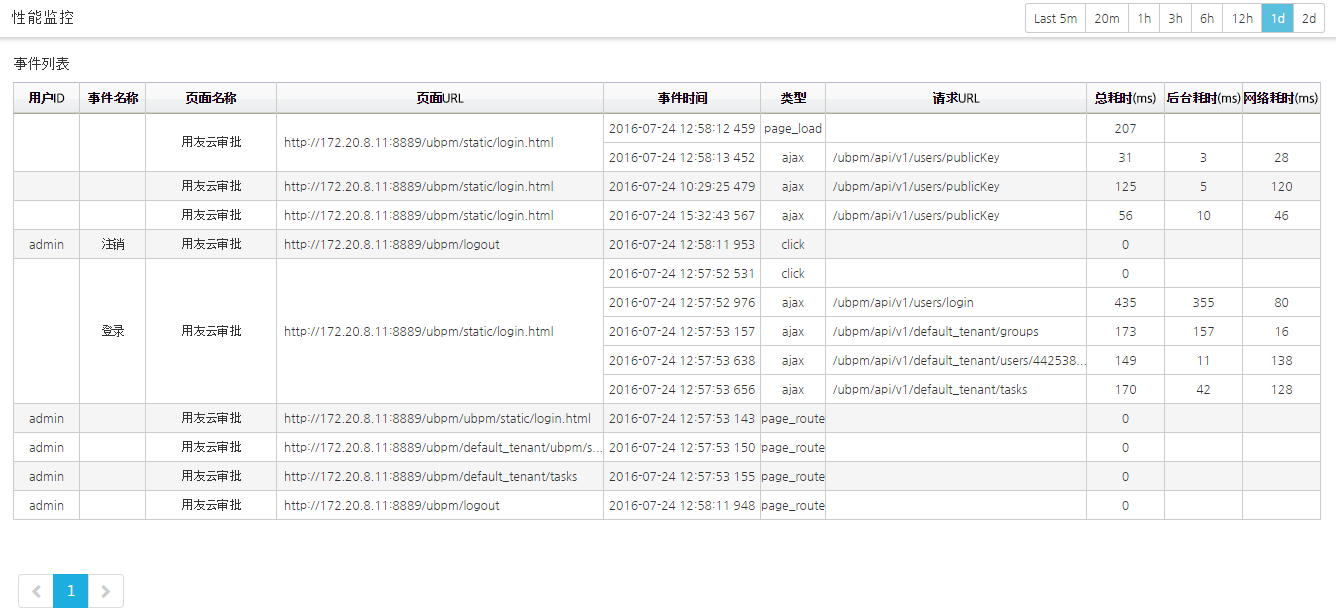 性能监控
Last 5m 20m 1h 3h 6h 12h 1d 2d
事件列表
用户ID 事件名称 页面名称 页面URL 事件时间 类型 请求URL 总耗时(ms) 后台耗时(ms) 网络耗时(ms)
用友云审批 http://172.20.8.11:8889/ubpm/static/login.html 2016-07-24 12:58:12 459 page_load 207
2016-07-24 12:58:13 452 ajax /ubpm/api/v1/users/publicKey 31 3 28
用友云审批 http://172.20.8.11:8889/ubpm/static/login.html 2016-07-24 10:29:25 479 ajax /ubpm/api/v1/users/publicKey 125 5 120
用友云审批 http://172.20.8.11:8889/ubpm/static/login.html 2016-07-24 15:32:43 567 ajax /ubpm/api/v1/users/publicKey 56 10 46
admin 注销 用友云审批 http://172.20.8.11:8889/ubpm/logout 2016-07-24 12:58:11 953 click 0
登录 用友云审批 http://172.20.8.11:8889/ubpm/static/login.html 2016-07-24 12:57:52 531 click 0
2016-07-24 12:57:52 976 ajax /ubpm/api/v1/users/login 435 355 80
2016-07-24 12:57:53 157 ajax /ubpm/api/v1/default_tenant/groups 173 157 16
2016-07-24 12:57:53 638 ajax /ubpm/api/v1/default_tenant/users/442538... 149 11 138
2016-07-24 12:57:53 656 ajax /ubpm/api/v1/default_tenant/tasks 170 42 128
admin 用友云审批 http://172.20.8.11:8889/ubpm/ubpm/static/login.html 2016-07-24 12:57:53 143 page_route 0
admin 用友云审批 http://172.20.8.11:8889/ubpm/default_tenant/ubpm/s... 2016-07-24 12:57:53 150 page_route 0
admin 用友云审批 http://172.20.8.11:8889/ubpm/default_tenant/tasks 2016-07-24 12:57:53 155 page_route 0
admin 用友云审批 http://172.20.8.11:8889/ubpm/logout 2016-07-24 12:58:11 948 page_route 0
1